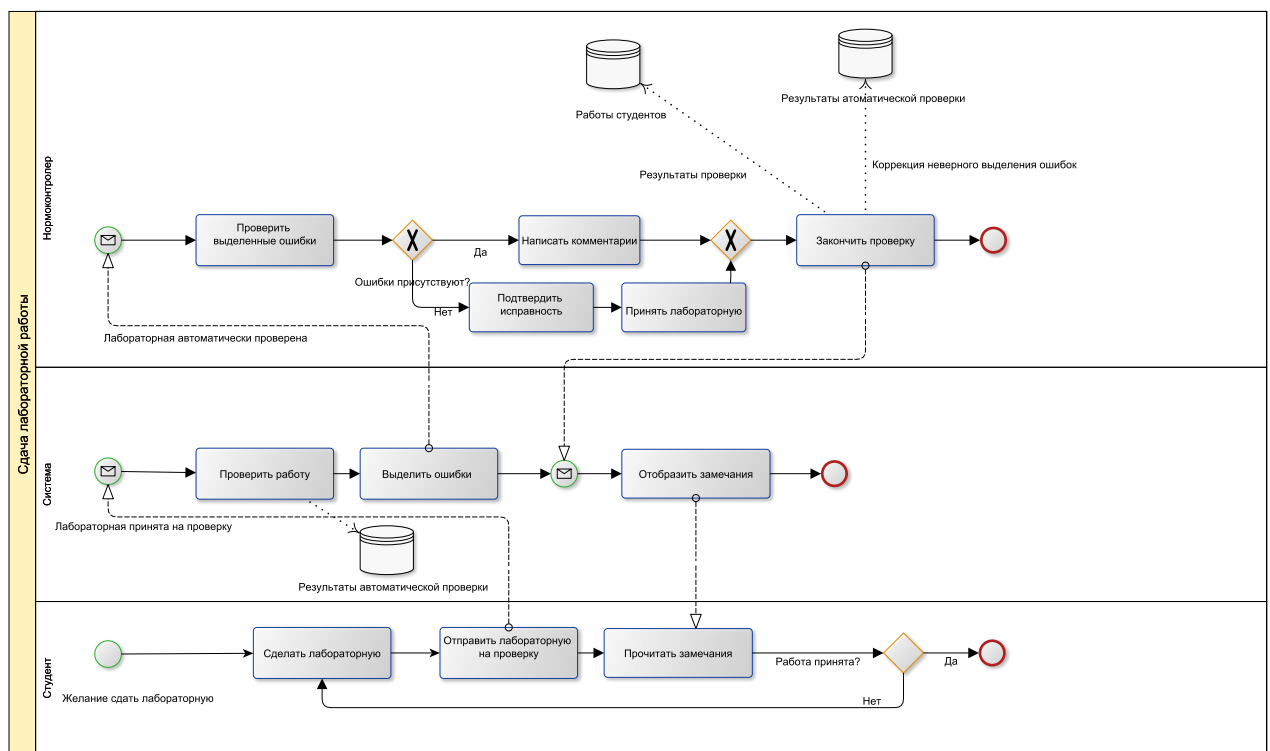 Сдача лабораторной работы
Нормоконтролер
Работы студентов
Результаты атоматической проверки
Результаты проверки
Коррекция неверного выделения ошибок
Проверить
выделенные ошибки
Ошибки присутствуют?
Да
Нет
Написать комментарии
Подтвердить
исправность
Принять лабораторную
Закончить проверку
Лабораторная автоматически проверена
Система
Проверить работу
Выделить ошибки
Отобразить замечания
Лабораторная принята на проверку
Результаты автоматической проверки
Студент
Желание сдать лабораторную
Сделать лабораторную
Отправить лабораторную
на проверку
Прочитать замечания
Работа принята?
Да
Нет